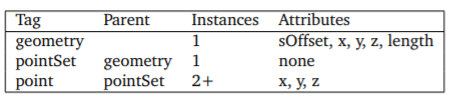 Tag Parent Instances Attributes
geometry 1 sOffset, x, y, z, length
pointSet geometry 1 none
point pointSet 2+ x, y, z